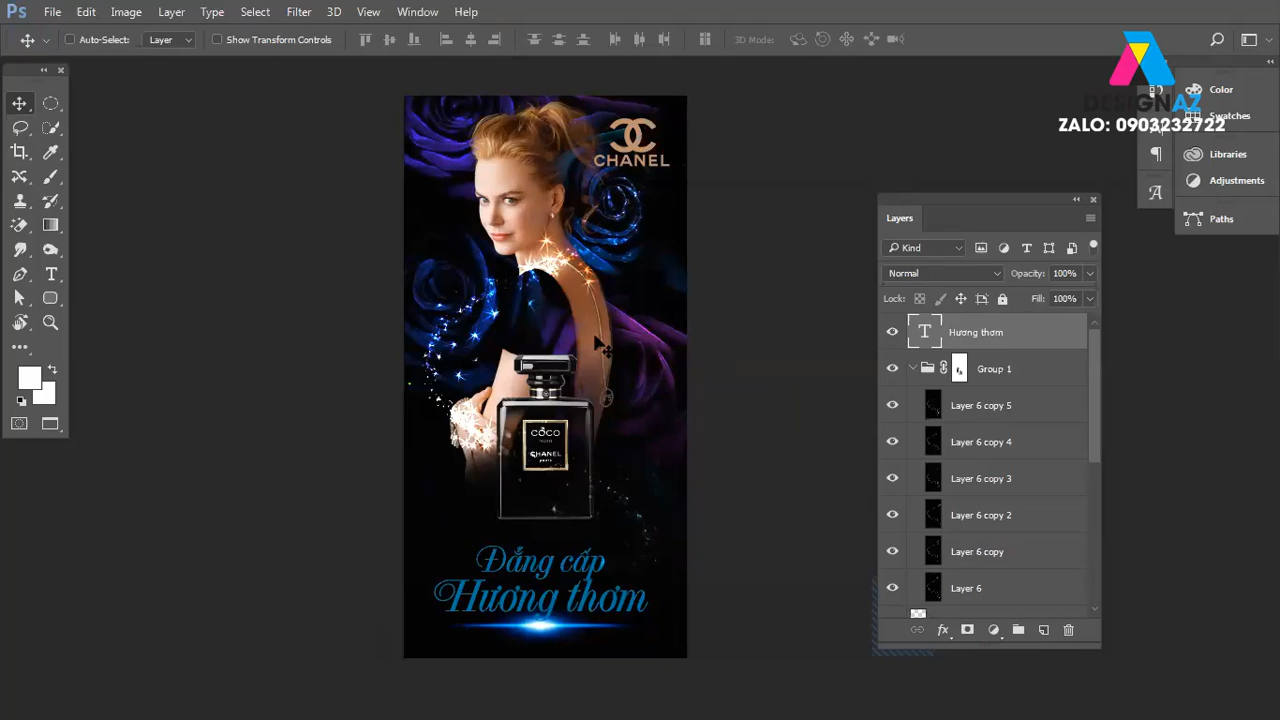 Ps File Edit Image Layer Type Select Filter 3D View Window Help
Auto-Select: Layer Show Transform Controls 3D Mode:
DESIGNAZ
ZALO: 0903232722
Color
Swatches
Libraries
Adjustments
Paths
CHANEL
COCO
CHANEL
Đẳng cấp
Hương thơm
Layers
Kind
Normal Opacity: 100%
Lock: Fill: 100%
Hương thơm
Group 1
Layer 6 copy 5
Layer 6 copy 4
Layer 6 copy 3
Layer 6 copy 2
Layer 6 copy
Layer 6
fx